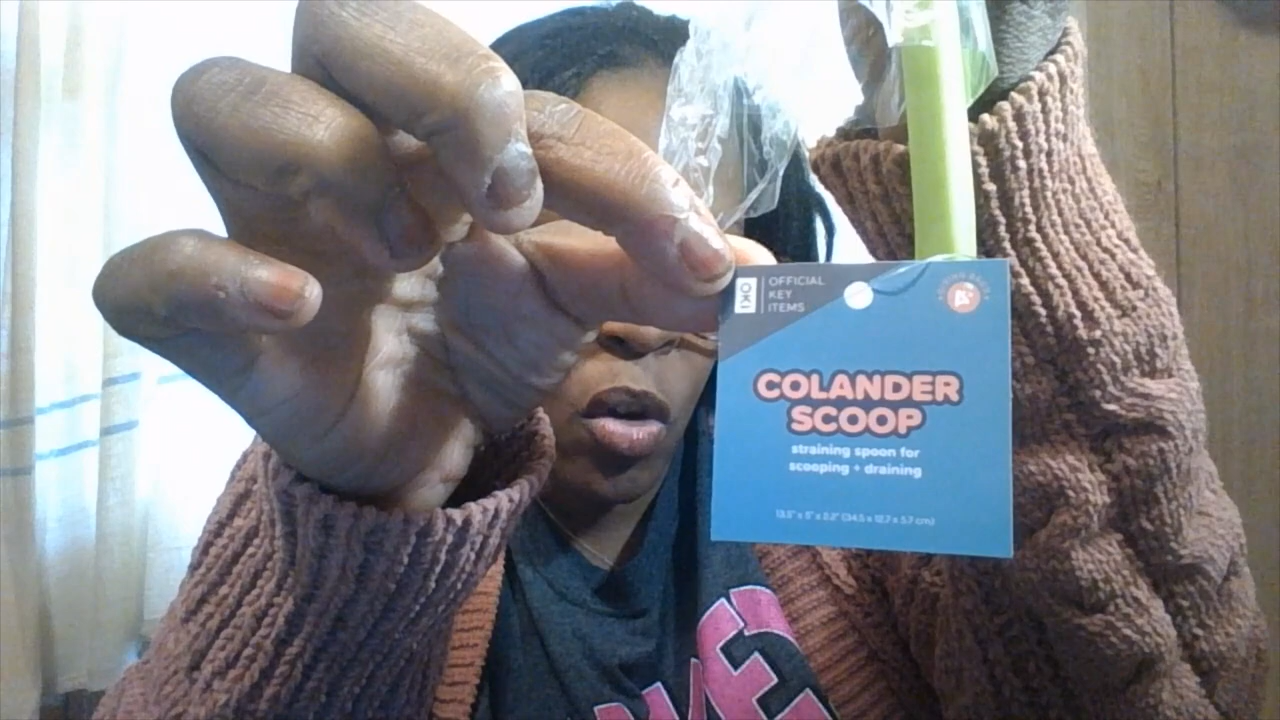 OKI
OFFICIAL
KEY
ITEMS
COLANDER
SCOOP
straining spoon for
scooping + draining
13.5" x 5" x 2.2" (34.5 x 12.7 x 5.7 cm)